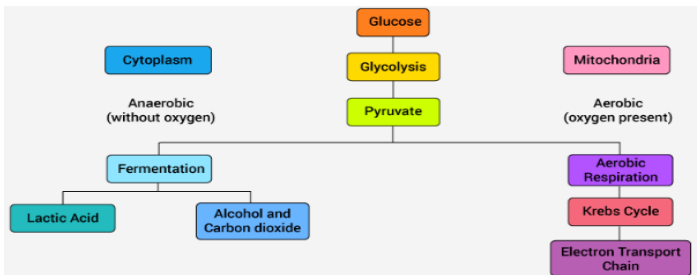 Glucose
Cytoplasm
Glycolysis
Mitochondria
Anaerobic
(without oxygen)
Pyruvate
Aerobic
(oxygen present)
Fermentation
Aerobic
Respiration
Lactic Acid
Alcohol and
Carbon dioxide
Krebs Cycle
Electron Transport
Chain